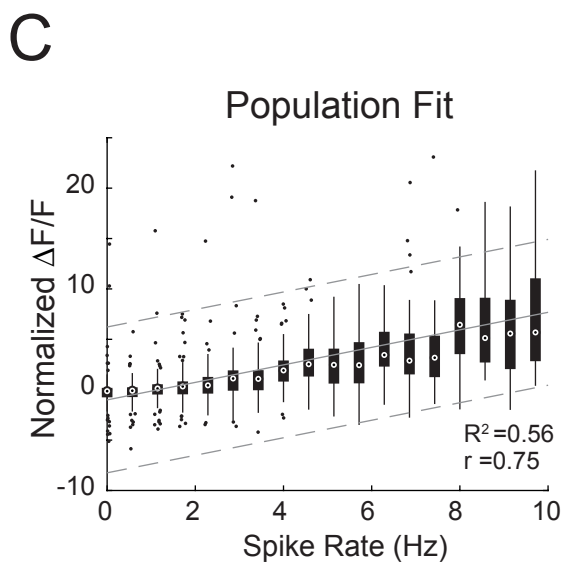 C
Population Fit
Normalized ΔF/F
20
10
0
-10
R²=0.56
r =0.75
0 2 4 6 8 10
Spike Rate (Hz)